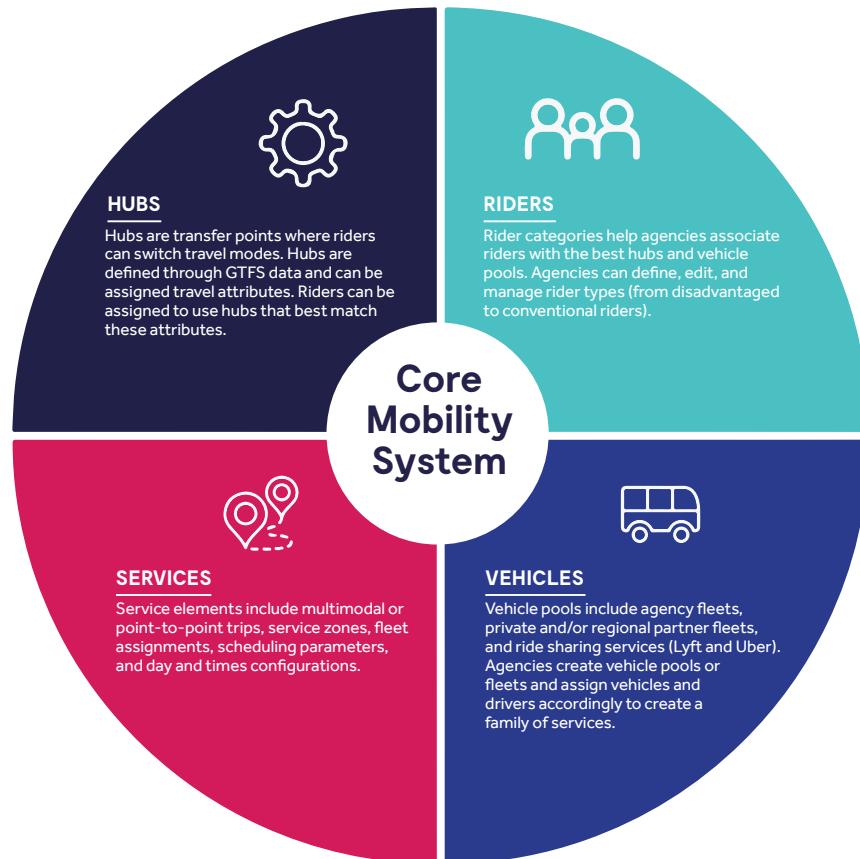 HUBS
Hubs are transfer points where riders
can switch travel modes. Hubs are
defined through GTFS data and can be
assigned travel attributes. Riders can be
assigned to use hubs that best match
these attributes.
RIDERS
Rider categories help agencies associate
riders with the best hubs and vehicle
pools. Agencies can define, edit, and
manage rider types (from disadvantaged
to conventional riders).
Core
Mobility
System
SERVICES
Service elements include multimodal or
point-to-point trips, service zones, fleet
assignments, scheduling parameters,
and day and times configurations.
VEHICLES
Vehicle pools include agency fleets,
private and/or regional partner fleets,
and ride sharing services (Lyft and Uber).
Agencies create vehicle pools or
fleets and assign vehicles and
drivers accordingly to create a
family of services.